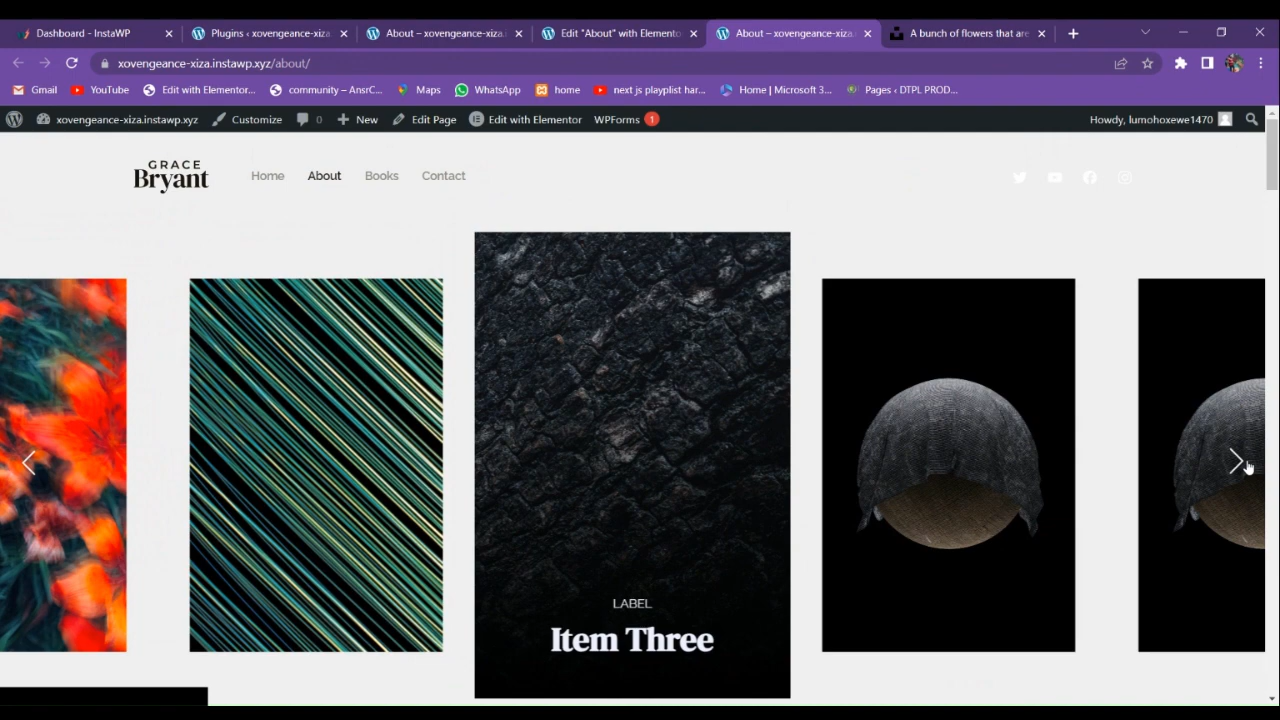 Dashboard - InstaWP
Plugins ‹ xovengeance-xiza.
About – xovengeance-xiza.
Edit "About" with Elemento
About – xovengeance-xiza.
A bunch of flowers that are
xovengeance-xiza.instawp.xyz/about/
Gmail
YouTube
Edit with Elementor...
community – AnsrC...
Maps
WhatsApp
home
next js playlist har...
Home | Microsoft 3...
Pages ‹ DTPL PROD...
xovengeance-xiza.instawp.xyz
Customize
0
New
Edit Page
Edit with Elementor
WPForms 1
Howdy, lumohoxewe1470
GRACE
Bryant
Home
About
Books
Contact
LABEL
Item Three